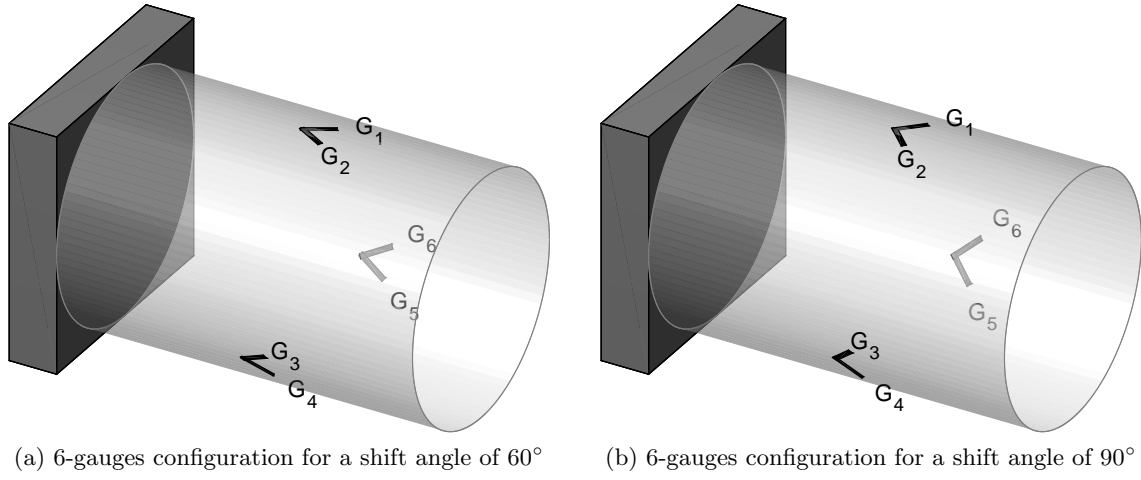 G1
G2
G6
G5
G3
G4
(a) 6-gauges configuration for a shift angle of 60°
G1
G2
G6
G5
G3
G4
(b) 6-gauges configuration for a shift angle of 90°